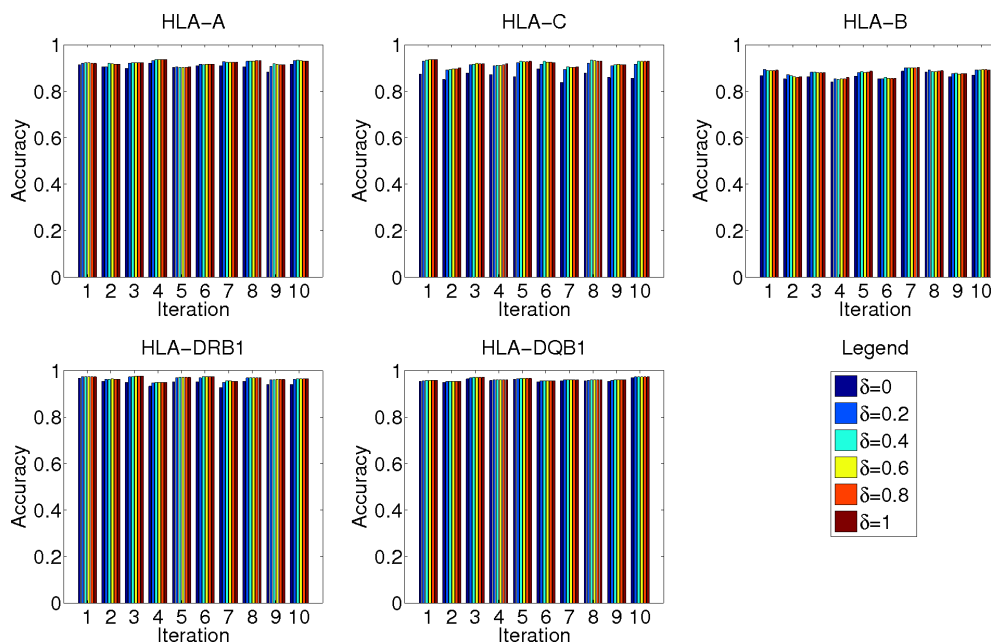 HLA−A
1
0.8
0.6
0.4
0.2
0
Accuracy
1 2 3 4 5 6 7 8 9 10
Iteration
HLA−C
1
0.8
0.6
0.4
0.2
0
Accuracy
1 2 3 4 5 6 7 8 9 10
Iteration
HLA−B
1
0.8
0.6
0.4
0.2
0
Accuracy
1 2 3 4 5 6 7 8 9 10
Iteration
HLA−DRB1
1
0.8
0.6
0.4
0.2
0
Accuracy
1 2 3 4 5 6 7 8 9 10
Iteration
HLA−DQB1
1
0.8
0.6
0.4
0.2
0
Accuracy
1 2 3 4 5 6 7 8 9 10
Iteration
Legend
δ=0
δ=0.2
δ=0.4
δ=0.6
δ=0.8
δ=1